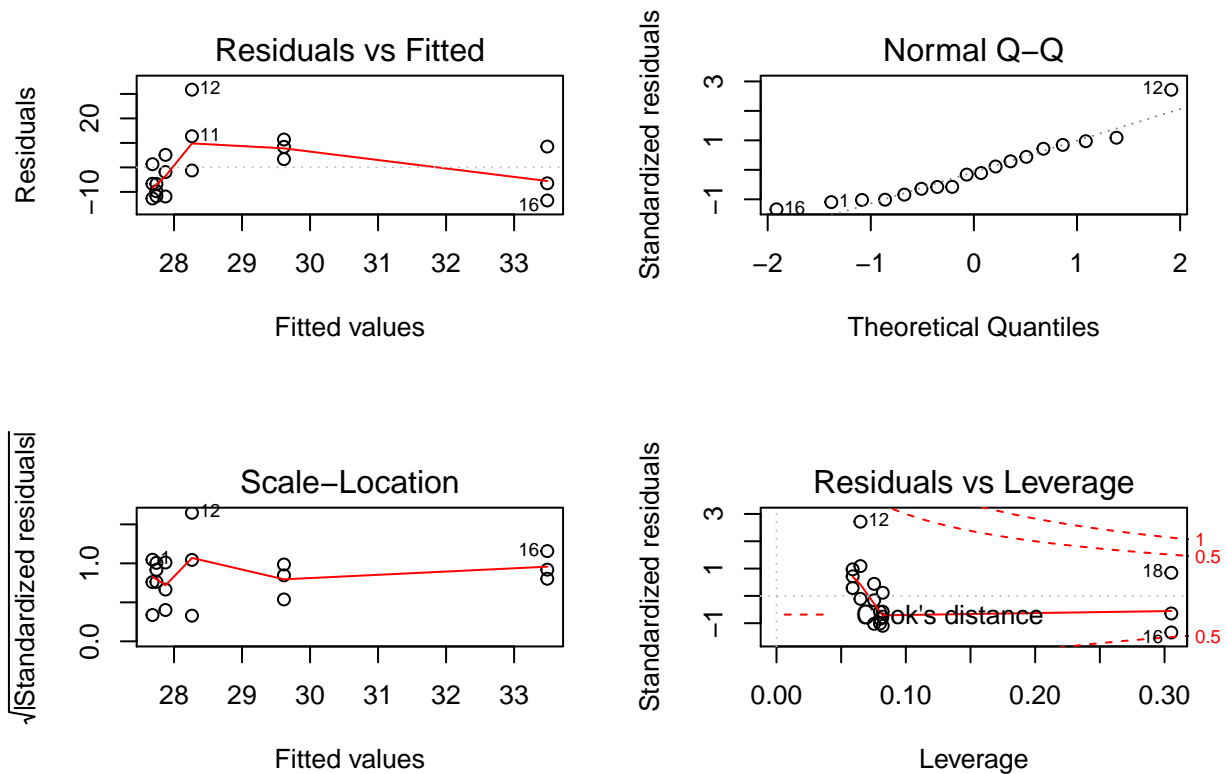 Residuals vs Fitted
Residuals
20
−10
12
11
16
28 29 30 31 32 33
Fitted values
Normal Q−Q
Standardized residuals
3
1
−1
12
1
16
−2 −1 0 1 2
Theoretical Quantiles
Scale−Location
√|Standardized residuals|
1.0
0.0
12
1
16
28 29 30 31 32 33
Fitted values
Residuals vs Leverage
Standardized residuals
3
1
−1
12
18
16
1
0.5
0.5
Cook's distance
0.00 0.10 0.20 0.30
Leverage